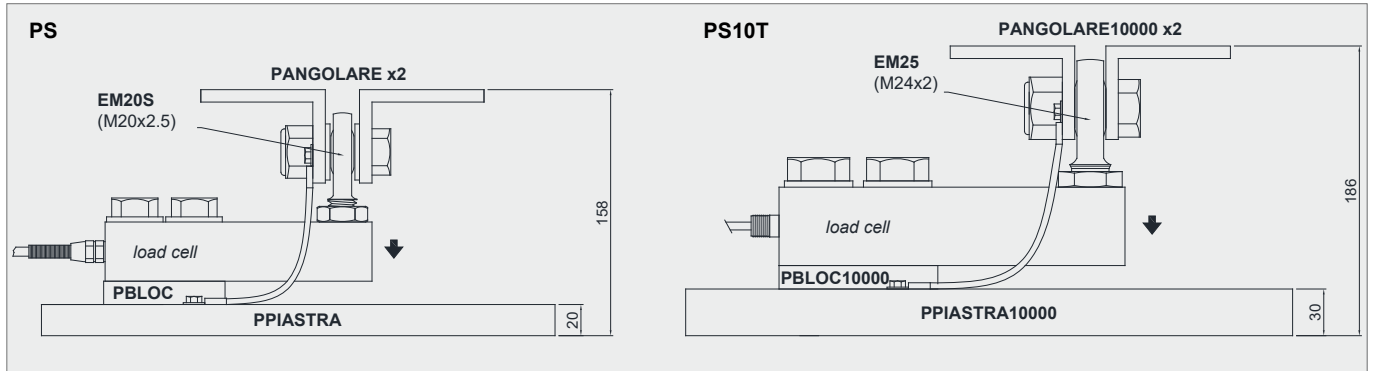 PS
PANGOLARE x2
EM20S
(M20x2.5)
load cell
PBLOC
PPIASTRA
158
20
PS10T
PANGOLARE10000 x2
EM25
(M24x2)
load cell
PBLOC10000
PPIASTRA10000
186
30